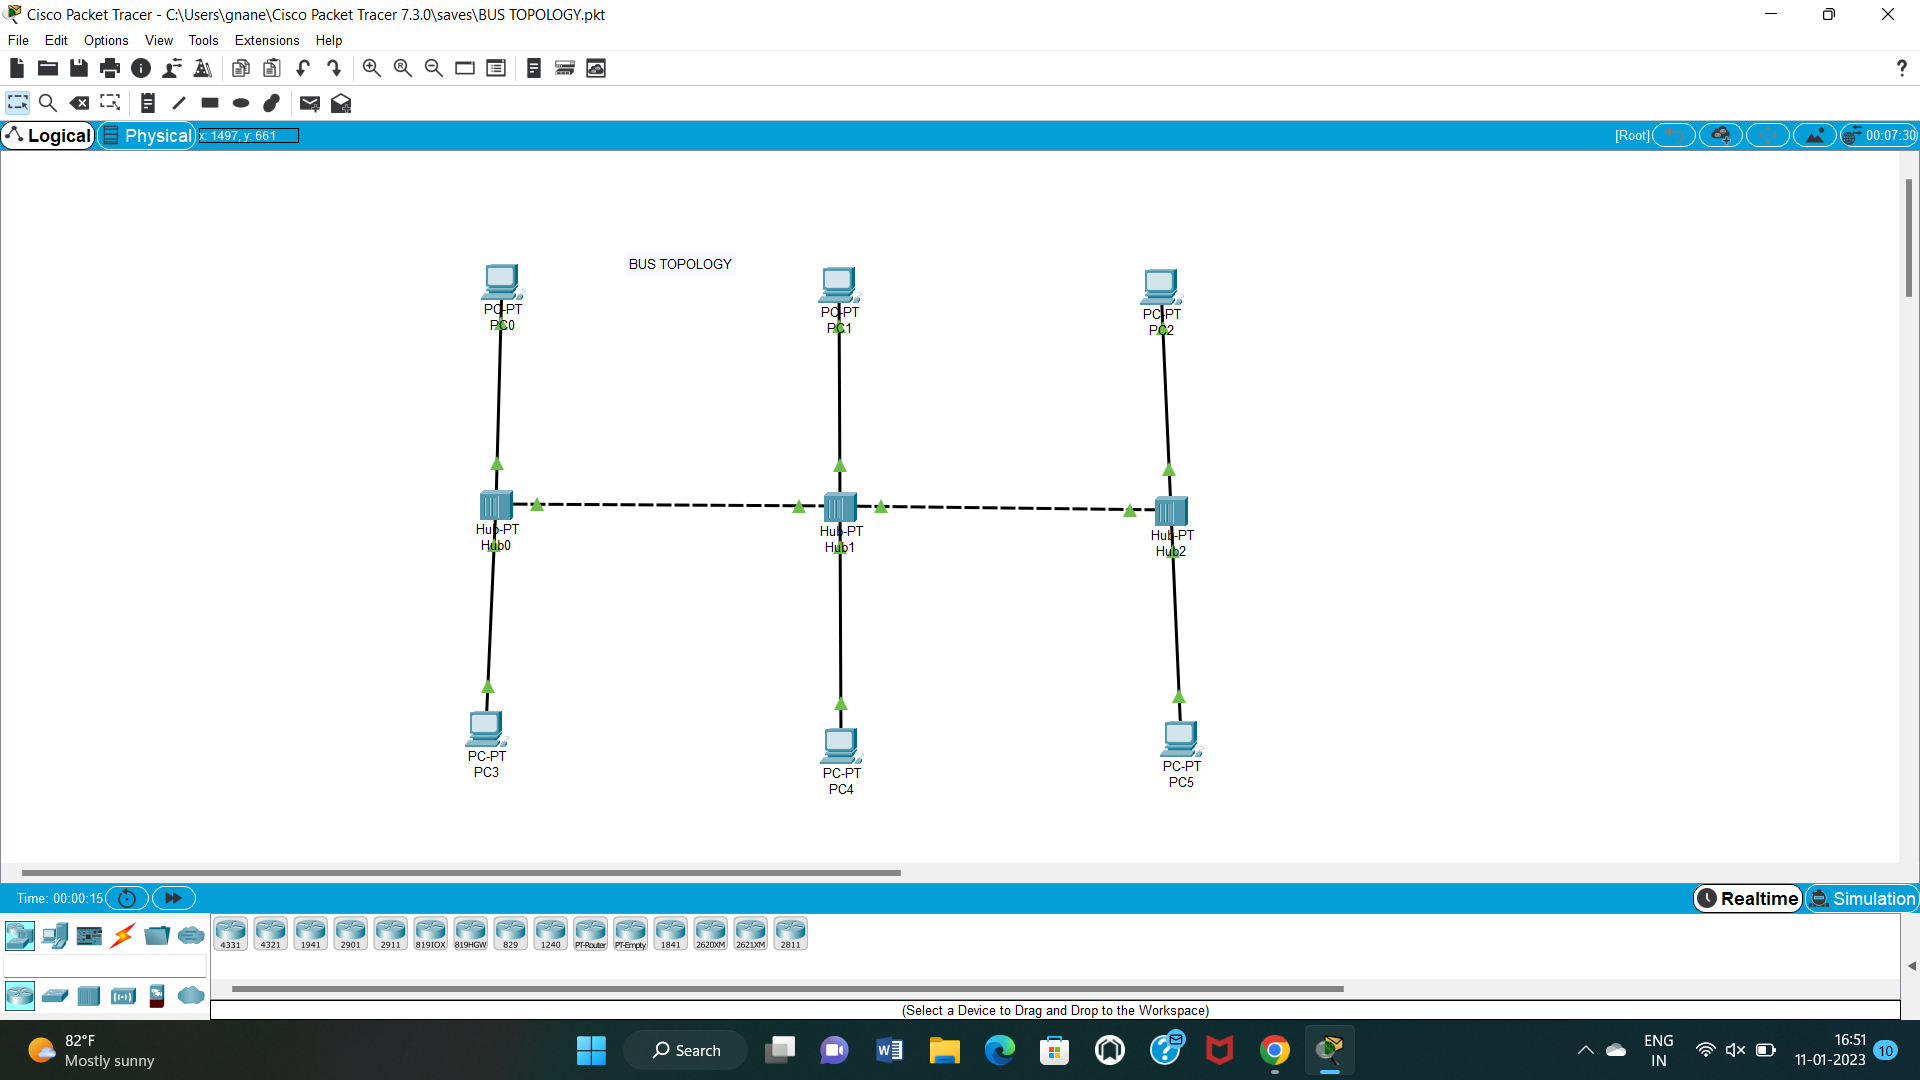 Cisco Packet Tracer - C:\Users\gnane\Cisco Packet Tracer 7.3.0\saves\BUS TOPOLOGY.pkt
File Edit Options View Tools Extensions Help
?
Logical Physical x: 1497, y: 661 [Root] 00:07:30
BUS TOPOLOGY
PC-PT
PC0
PC-PT
PC1
PC-PT
PC2
Hub-PT
Hub0
Hub-PT
Hub1
Hub-PT
Hub2
PC-PT
PC3
PC-PT
PC4
PC-PT
PC5
Time: 00:00:15 Realtime Simulation
4331 4321 1941 2901 2911 819IOX 819HGW 829 1240 PT-Router PT-Empty 1841 2620XM 2621XM 2811
(Select a Device to Drag and Drop to the Workspace)
82°F
Mostly sunny
Search
ENG
IN
16:51
11-01-2023
10